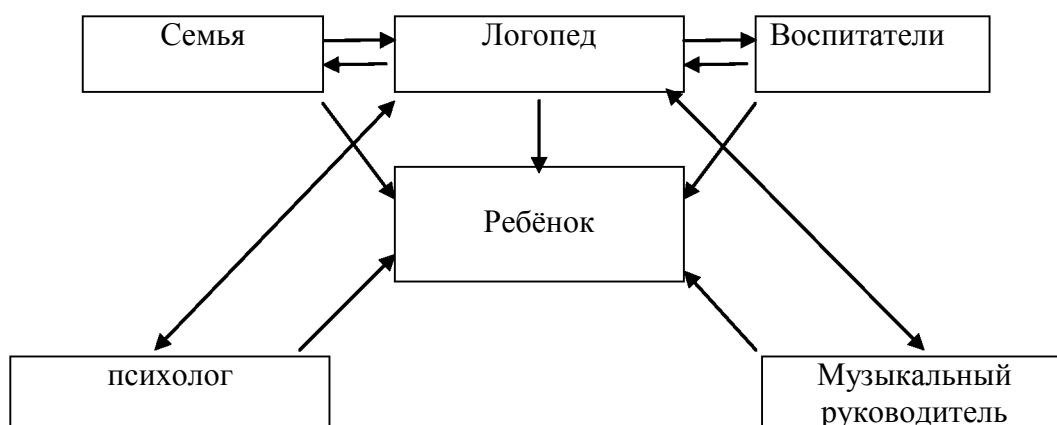 Семья
Логопед
Воспитатели
Ребёнок
психолог
Музыкальный
руководитель